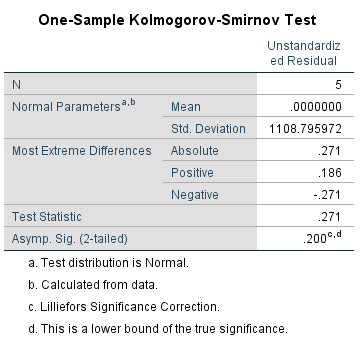 One-Sample Kolmogorov-Smirnov Test
Unstandardiz
ed Residual
N 5
Normal Parametersa,b Mean .0000000
Std. Deviation 1108.795972
Most Extreme Differences Absolute .271
Positive .186
Negative -.271
Test Statistic .271
Asymp. Sig. (2-tailed) .200c,d
a. Test distribution is Normal.
b. Calculated from data.
c. Lilliefors Significance Correction.
d. This is a lower bound of the true significance.